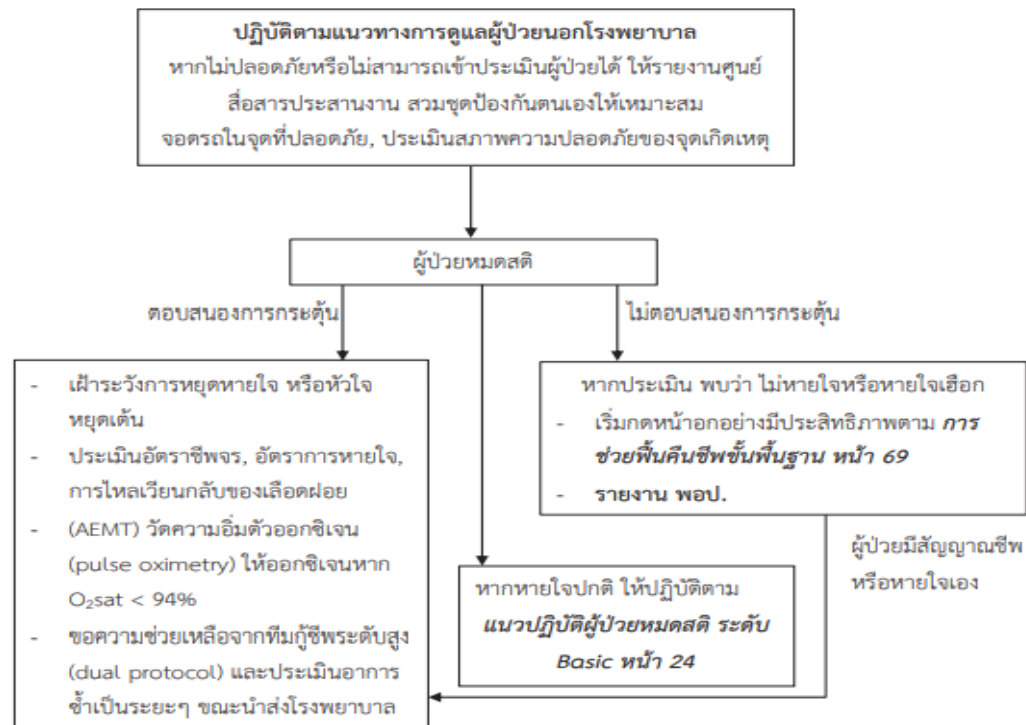 ปฏิบัติตามแนวทางการดูแลผู้ป่วยนอกโรงพยาบาล
หากไม่ปลอดภัยหรือไม่สามารถเข้าประเมินผู้ป่วยได้ ให้รายงานศูนย์
สื่อสารประสานงาน สวมชุดป้องกันตนเองให้เหมาะสม
จอดรถในจุดที่ปลอดภัย, ประเมินสภาพความปลอดภัยของจุดเกิดเหตุ
ผู้ป่วยหมดสติ
ตอบสนองการกระตุ้น
ไม่ตอบสนองการกระตุ้น
- เฝ้าระวังการหยุดหายใจ หรือหัวใจ
หยุดเต้น
- ประเมินอัตราชีพจร, อัตราการหายใจ,
การไหลเวียนกลับของเลือดฝอย
- (AEMT) วัดความอิ่มตัวออกซิเจน
(pulse oximetry) ให้ออกซิเจนหาก
O₂sat < 94%
- ขอความช่วยเหลือจากทีมกู้ชีพระดับสูง
(dual protocol) และประเมินอาการ
ซ้ำเป็นระยะๆ ขณะนำส่งโรงพยาบาล
หากประเมิน พบว่า ไม่หายใจหรือหายใจเฮือก
- เริ่มกดหน้าอกอย่างมีประสิทธิภาพตาม การ
ช่วยฟื้นคืนชีพขั้นพื้นฐาน หน้า 69
- รายงาน พอป.
ผู้ป่วยมีสัญญาณชีพ
หรือหายใจเอง
หากหายใจปกติ ให้ปฏิบัติตาม
แนวปฏิบัติผู้ป่วยหมดสติ ระดับ
Basic หน้า 24